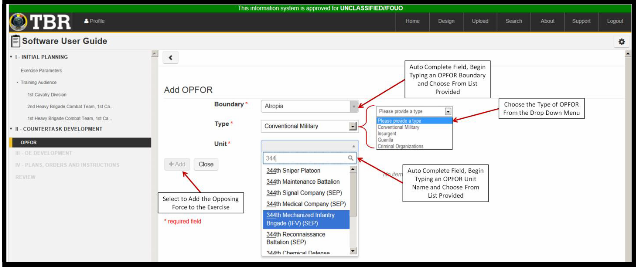 This information system is approved for UNCLASSIFIED//FOUO
TBR
Profile
Home
Design
Upload
Search
About
Support
Logout
Software User Guide
I - INITIAL PLANNING
Exercise Parameters
Training Audience
1st Cavalry Division
2nd Heavy Brigade Combat Team, 1st Ca...
1st Heavy Brigade Combat Team, 1st Ca...
II - COUNTERTASK DEVELOPMENT
OPFOR
III - OE DEVELOPMENT
IV - PLANS, ORDERS AND INSTRUCTIONS
REVIEW
Add OPFOR
Boundary *
Atropia
Type *
Conventional Military
Unit *
344
+ Add
Close
* required field
344th Sniper Platoon
344th Maintenance Battalion
344th Signal Company (SEP)
344th Medical Company (SEP)
344th Mechanized Infantry
Brigade (IFV) (SEP)
344th Reconnaissance
Battalion (SEP)
344th Chemical Defense
Please provide a type
Please provide a type
Conventional Military
Insurgent
Guerrilla
Criminal Organizations
Auto Complete Field, Begin
Typing an OPFOR Boundary
and Choose From List
Provided
Choose the Type of OPFOR
From the Drop Down Menu
Auto Complete Field, Begin
Typing an OPFOR Unit
Name and Choose From
List Provided
Select to Add the Opposing
Force to the Exercise